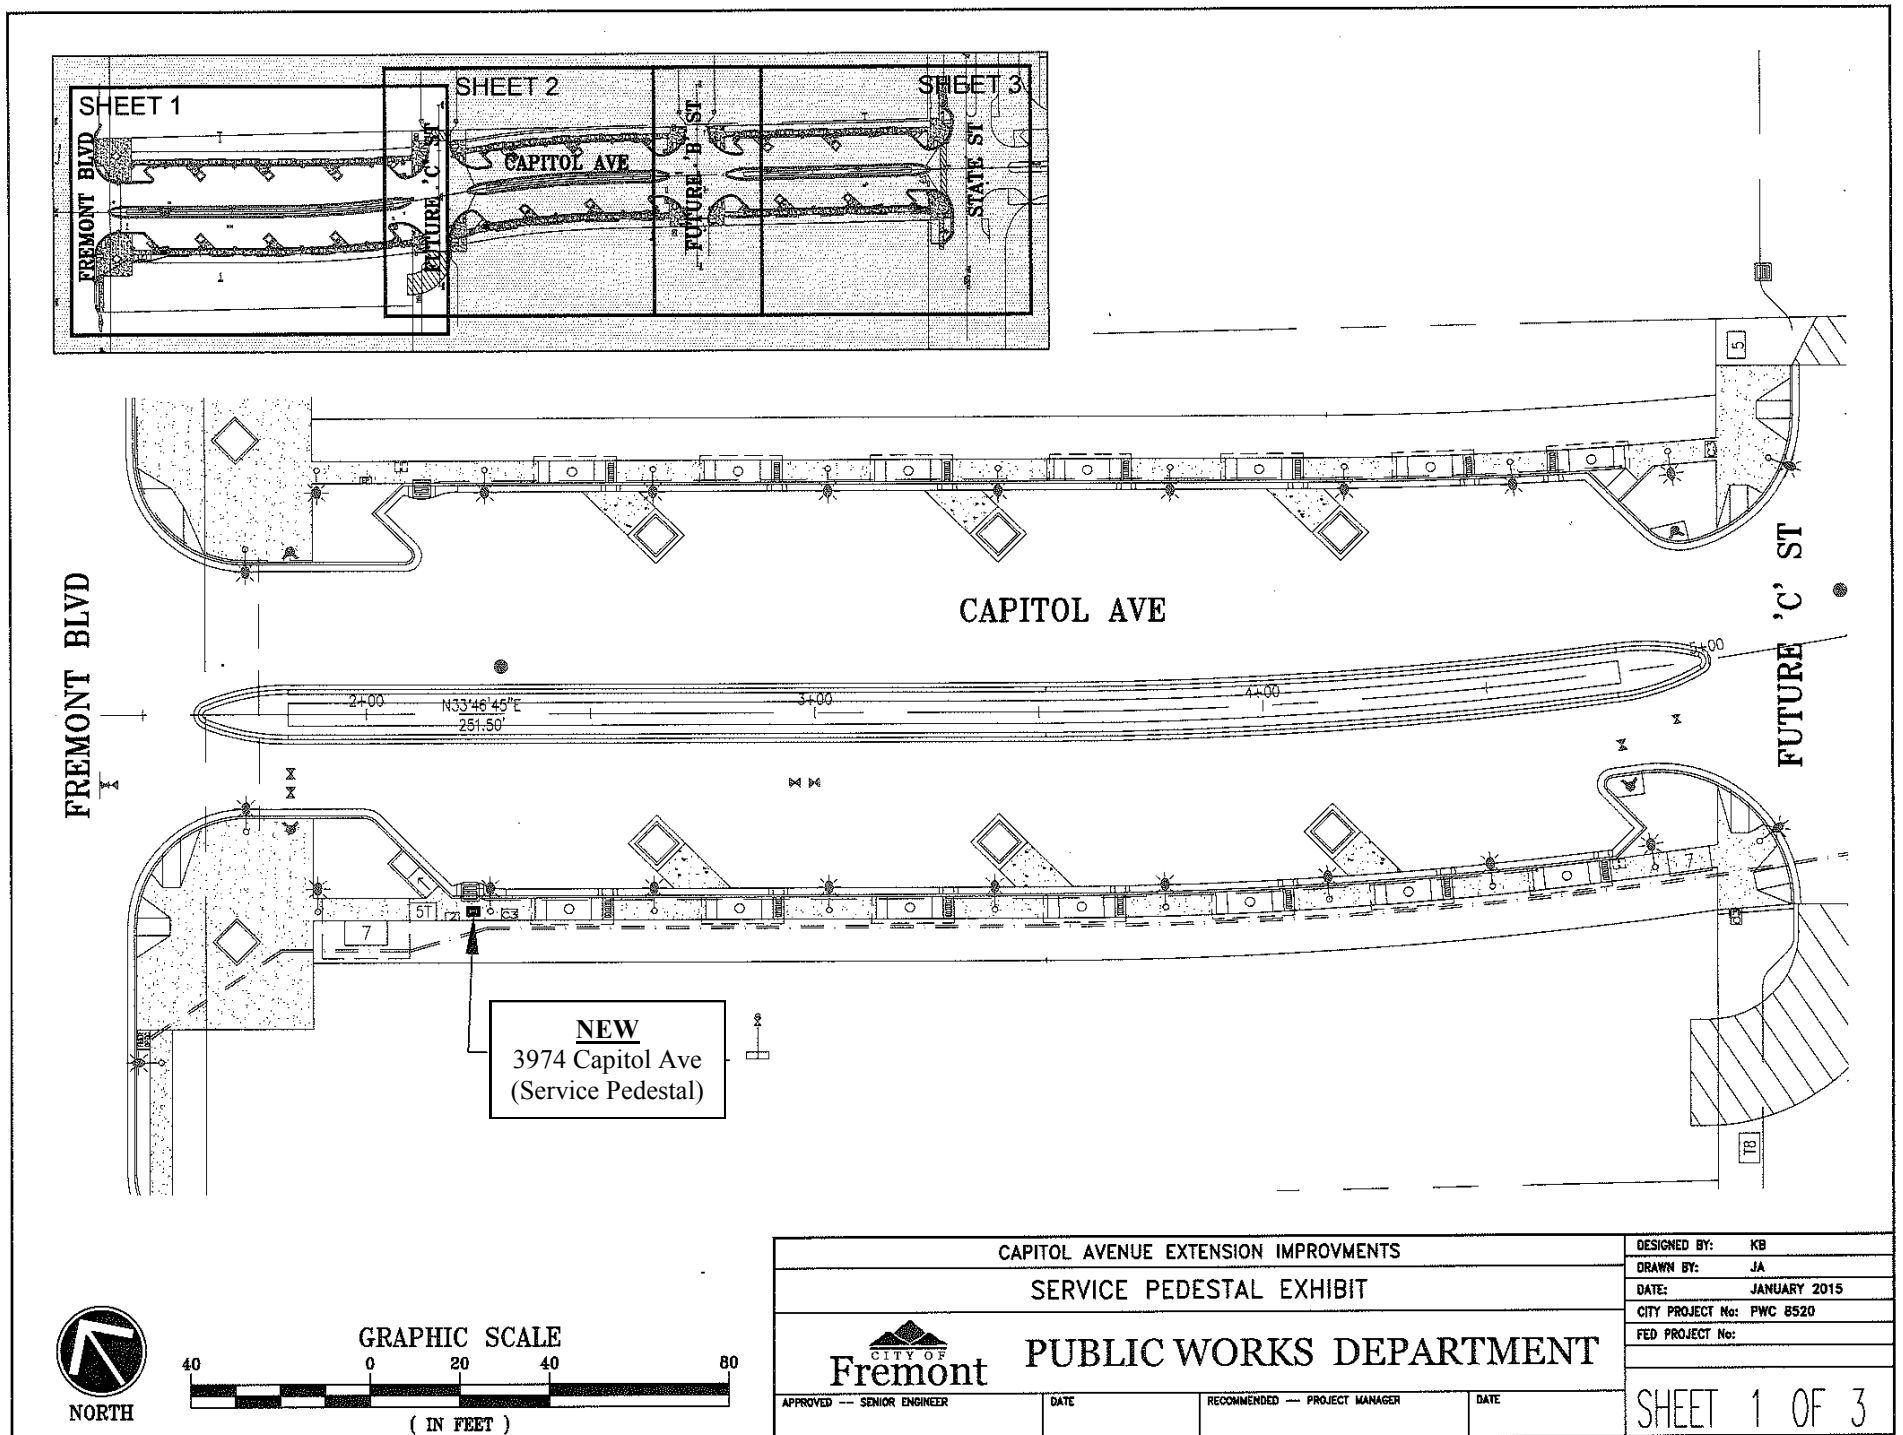 SHEET 1
SHEET 2
SHEET 3
FREMONT BLVD
FUTURE 'C' ST
CAPITOL AVE
FUTURE 'B' ST
STATE ST
5
FREMONT BLVD
CAPITOL AVE
FUTURE 'C' ST
2+00
N33°46'45"E
251.50'
3+00
4+00
5+00
5T
C3
7
7
NEW
3974 Capitol Ave
(Service Pedestal)
T8
NORTH
GRAPHIC SCALE
40 0 20 40 80
( IN FEET )
CAPITOL AVENUE EXTENSION IMPROVMENTS
SERVICE PEDESTAL EXHIBIT
CITY OF
Fremont
PUBLIC WORKS DEPARTMENT
APPROVED -- SENIOR ENGINEER
DATE
RECOMMENDED -- PROJECT MANAGER
DATE
DESIGNED BY: KB
DRAWN BY: JA
DATE: JANUARY 2015
CITY PROJECT No: PWC 8520
FED PROJECT No:
SHEET 1 OF 3